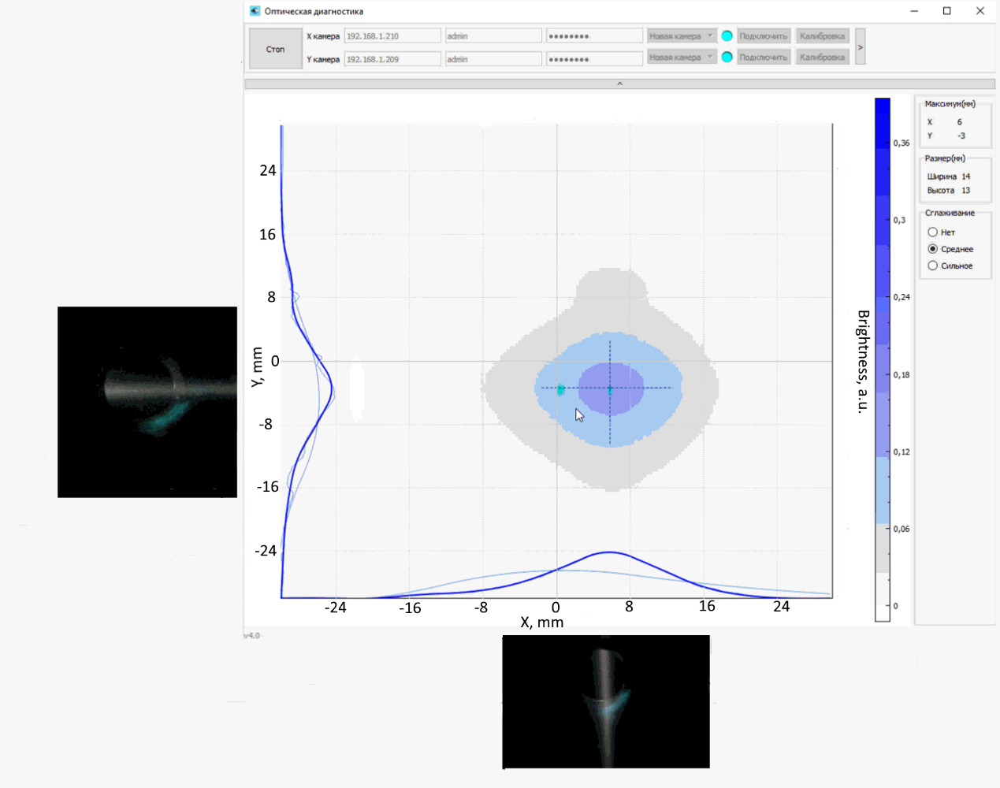 Оптическая диагностика
Стоп
X камера 192.168.1.210 admin ●●●●●●●● Новая камера Подключить Калибровка
Y камера 192.168.1.209 admin ●●●●●●●● Новая камера Подключить Калибровка
>
^
24
16
8
0
-8
-16
-24
Y, mm
-24 -16 -8 0 8 16 24
X, mm
0,36
0,3
0,24
0,18
0,12
0,06
0
Brightness, a.u.
Максимум(мм)
X 6
Y -3
Размер(мм)
Ширина 14
Высота 13
Сглаживание
Нет
Среднее
Сильное
v4.0